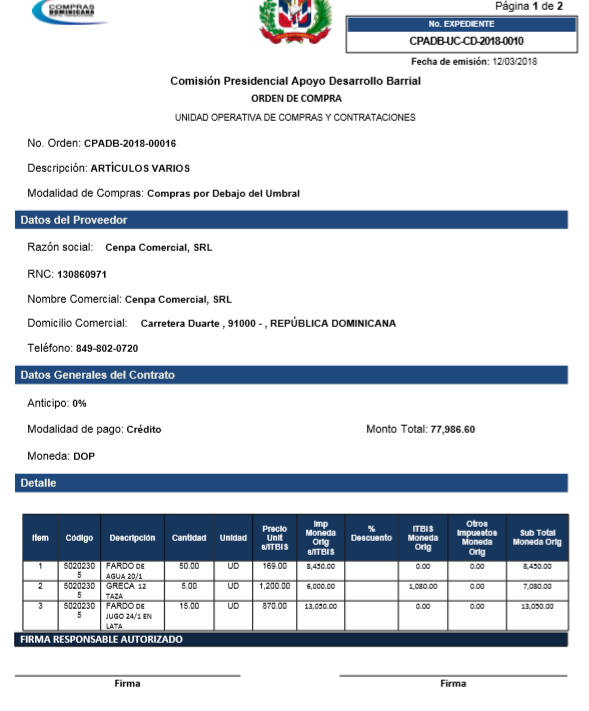 COMPRAS
DOMINICANA
Página 1 de 2
No. EXPEDIENTE
CPADB-UC-CD-2018-0010
Fecha de emisión: 12/03/2018
Comisión Presidencial Apoyo Desarrollo Barrial
ORDEN DE COMPRA
UNIDAD OPERATIVA DE COMPRAS Y CONTRATACIONES
No. Orden: CPADB-2018-00016
Descripción: ARTÍCULOS VARIOS
Modalidad de Compras: Compras por Debajo del Umbral
Datos del Proveedor
Razón social: Cenpa Comercial, SRL
RNC: 130860971
Nombre Comercial: Cenpa Comercial, SRL
Domicilio Comercial: Carretera Duarte , 91000 - , REPÚBLICA DOMINICANA
Teléfono: 849-802-0720
Datos Generales del Contrato
Anticipo: 0%
Modalidad de pago: Crédito Monto Total: 77,986.60
Moneda: DOP
Detalle
Item Código Descripción Cantidad Unidad Precio Unit s/ITBIS Imp Moneda Orig s/ITBIS % Descuento ITBIS Moneda Orig Otros Impuestos Moneda Orig Sub Total Moneda Orig
1 50202305 FARDO DE AGUA 20/1 50.00 UD 169.00 8,450.00 0.00 0.00 8,450.00
2 50202305 GRECA 12 TAZA 5.00 UD 1,200.00 6,000.00 1,080.00 0.00 7,080.00
3 50202305 FARDO DE JUGO 24/1 EN LATA 15.00 UD 870.00 13,050.00 0.00 0.00 13,050.00
FIRMA RESPONSABLE AUTORIZADO
Firma Firma